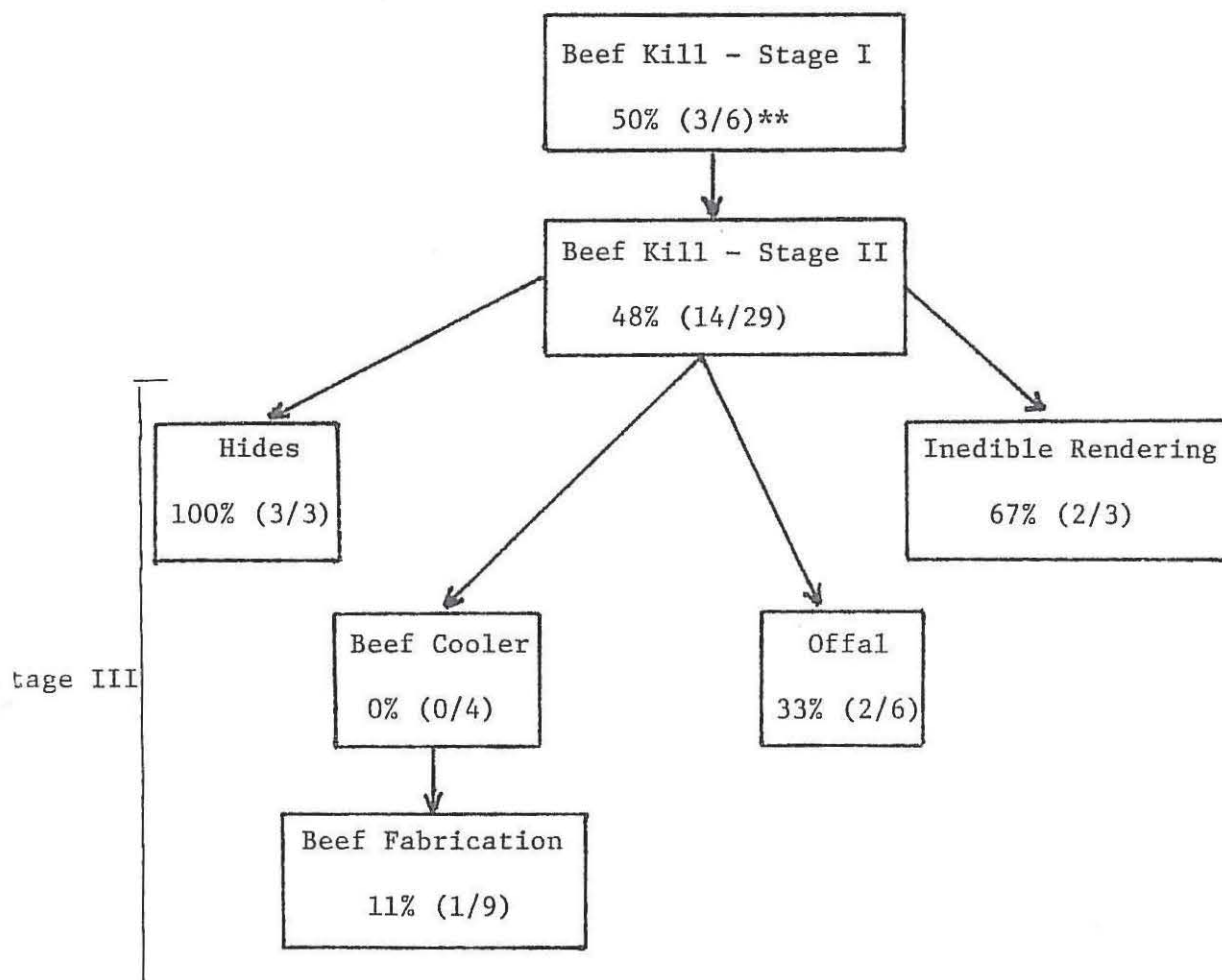 Beef Kill - Stage I
50% (3/6)**
Beef Kill - Stage II
48% (14/29)
Hides
100% (3/3)
Inedible Rendering
67% (2/3)
Beef Cooler
0% (0/4)
Offal
33% (2/6)
tage III
Beef Fabrication
11% (1/9)